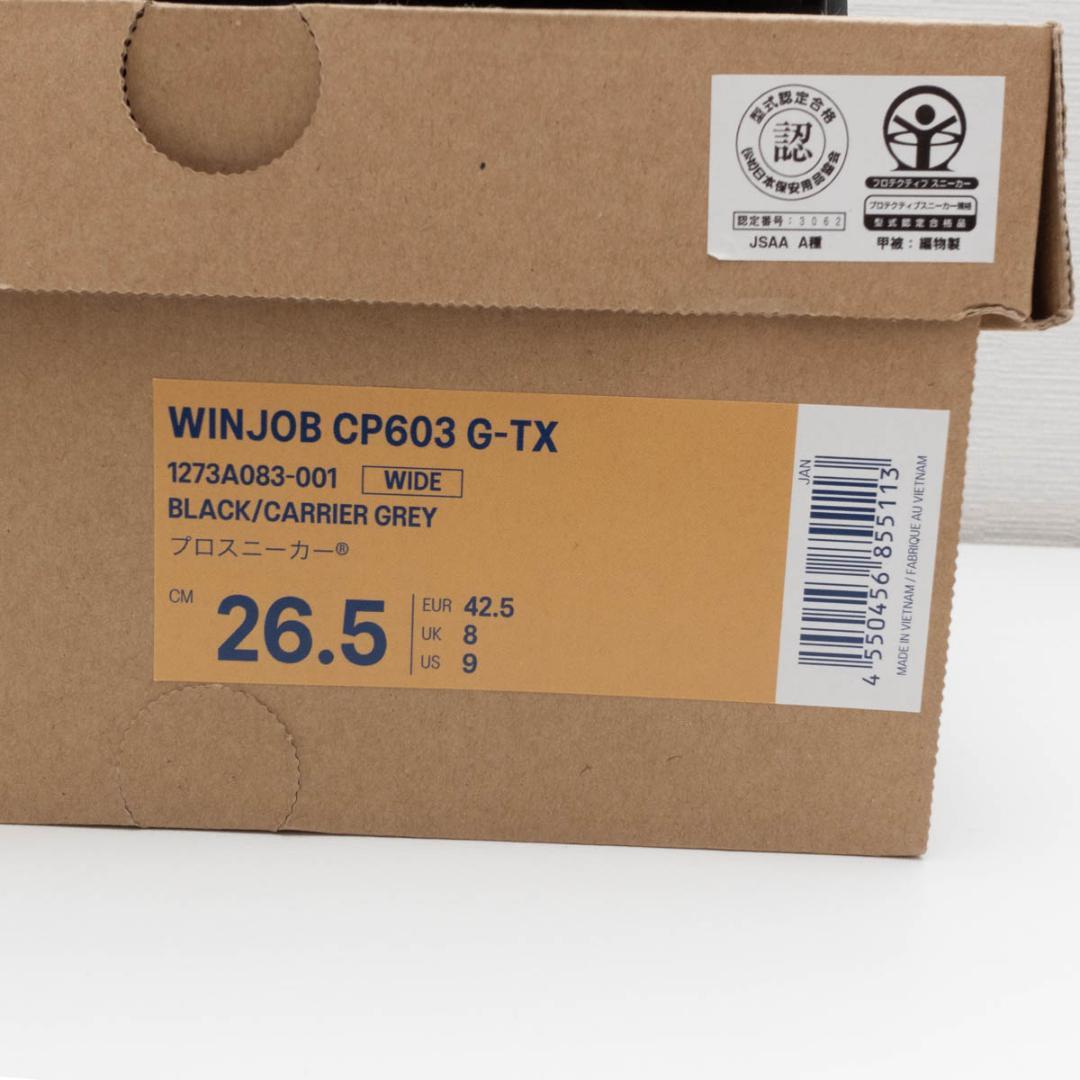 型式認定合格
認
(公社)日本保安用品協会
認定番号：3062
JSAA A種
プロテクティブ スニーカー
プロテクティブスニーカー規格
型式認定合格品
甲被：編物製
WINJOB CP603 G-TX
1273A083-001 WIDE
BLACK/CARRIER GREY
プロスニーカー®
CM 26.5
EUR 42.5
UK 8
US 9
JAN
4 550456 855113
MADE IN VIETNAM / FABRIQUE AU VIETNAM